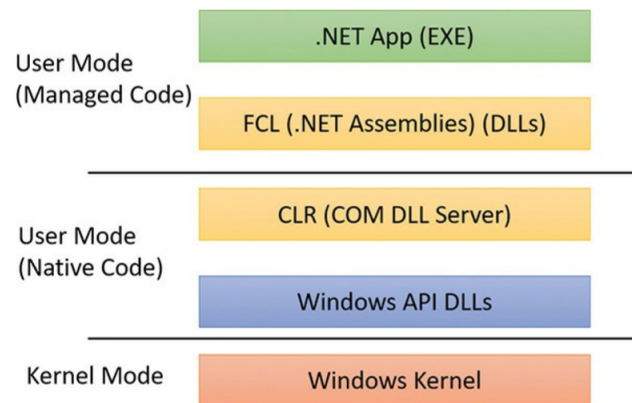 .NET App (EXE)
User Mode
(Managed Code)
FCL (.NET Assemblies) (DLLs)
CLR (COM DLL Server)
User Mode
(Native Code)
Windows API DLLs
Kernel Mode
Windows Kernel